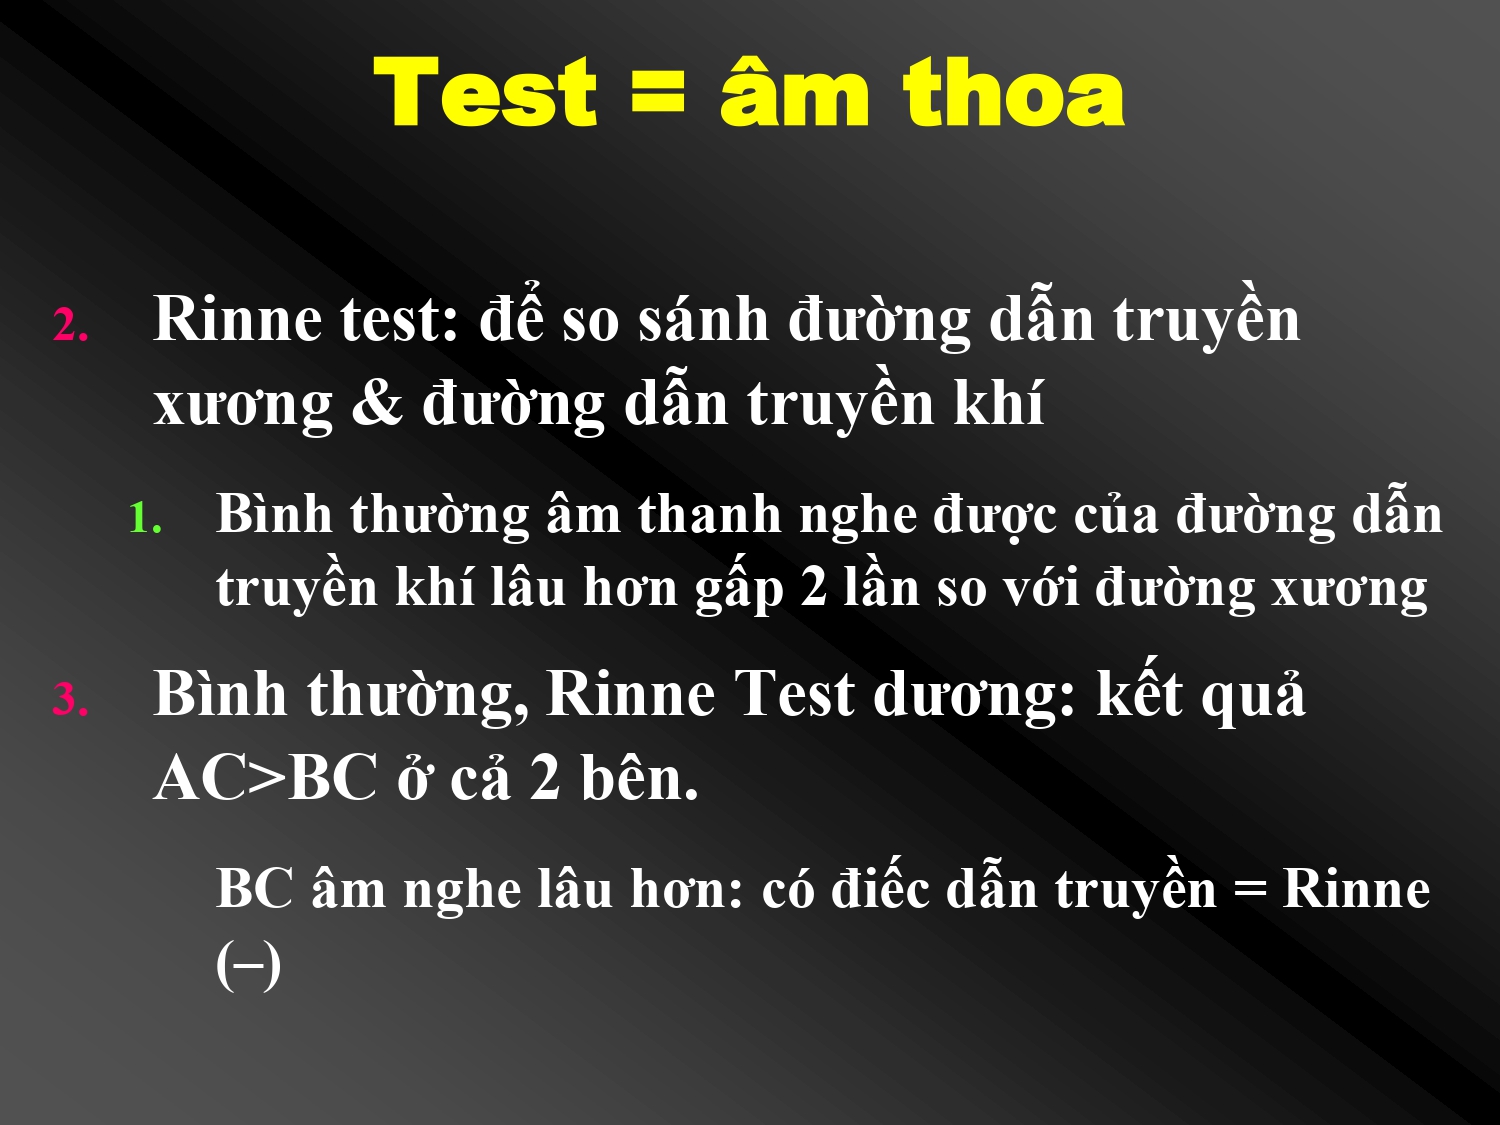 Test = âm thoa
2. Rinne test: để so sánh đường dẫn truyền
xương & đường dẫn truyền khí
1. Bình thường âm thanh nghe được của đường dẫn
truyền khí lâu hơn gấp 2 lần so với đường xương
3. Bình thường, Rinne Test dương: kết quả
AC>BC ở cả 2 bên.
BC âm nghe lâu hơn: có điếc dẫn truyền = Rinne
(–)